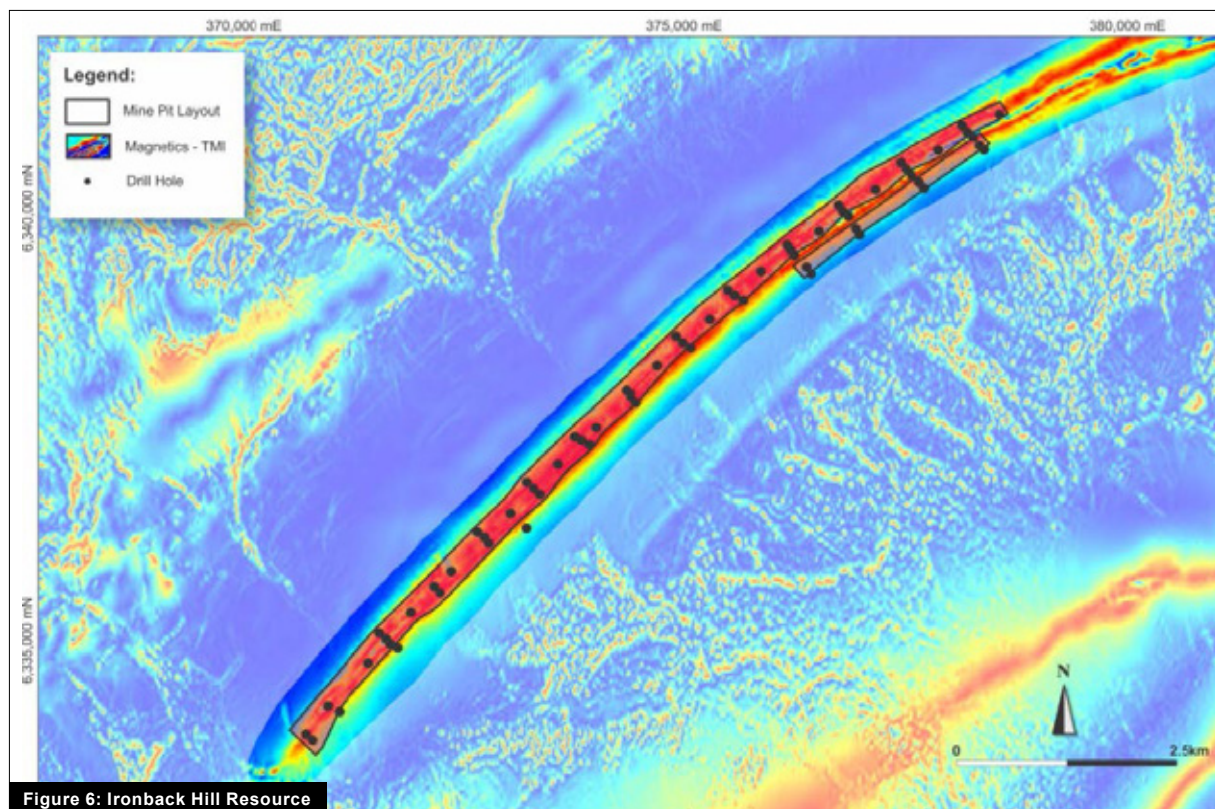 370,000 mE
375,000 mE
380,000 mE
Legend:
Mine Pit Layout
Magnetics - TMI
Drill Hole
6,340,000 mN
6,335,000 mN
N
0
2.5km
Figure 6: Ironback Hill Resource